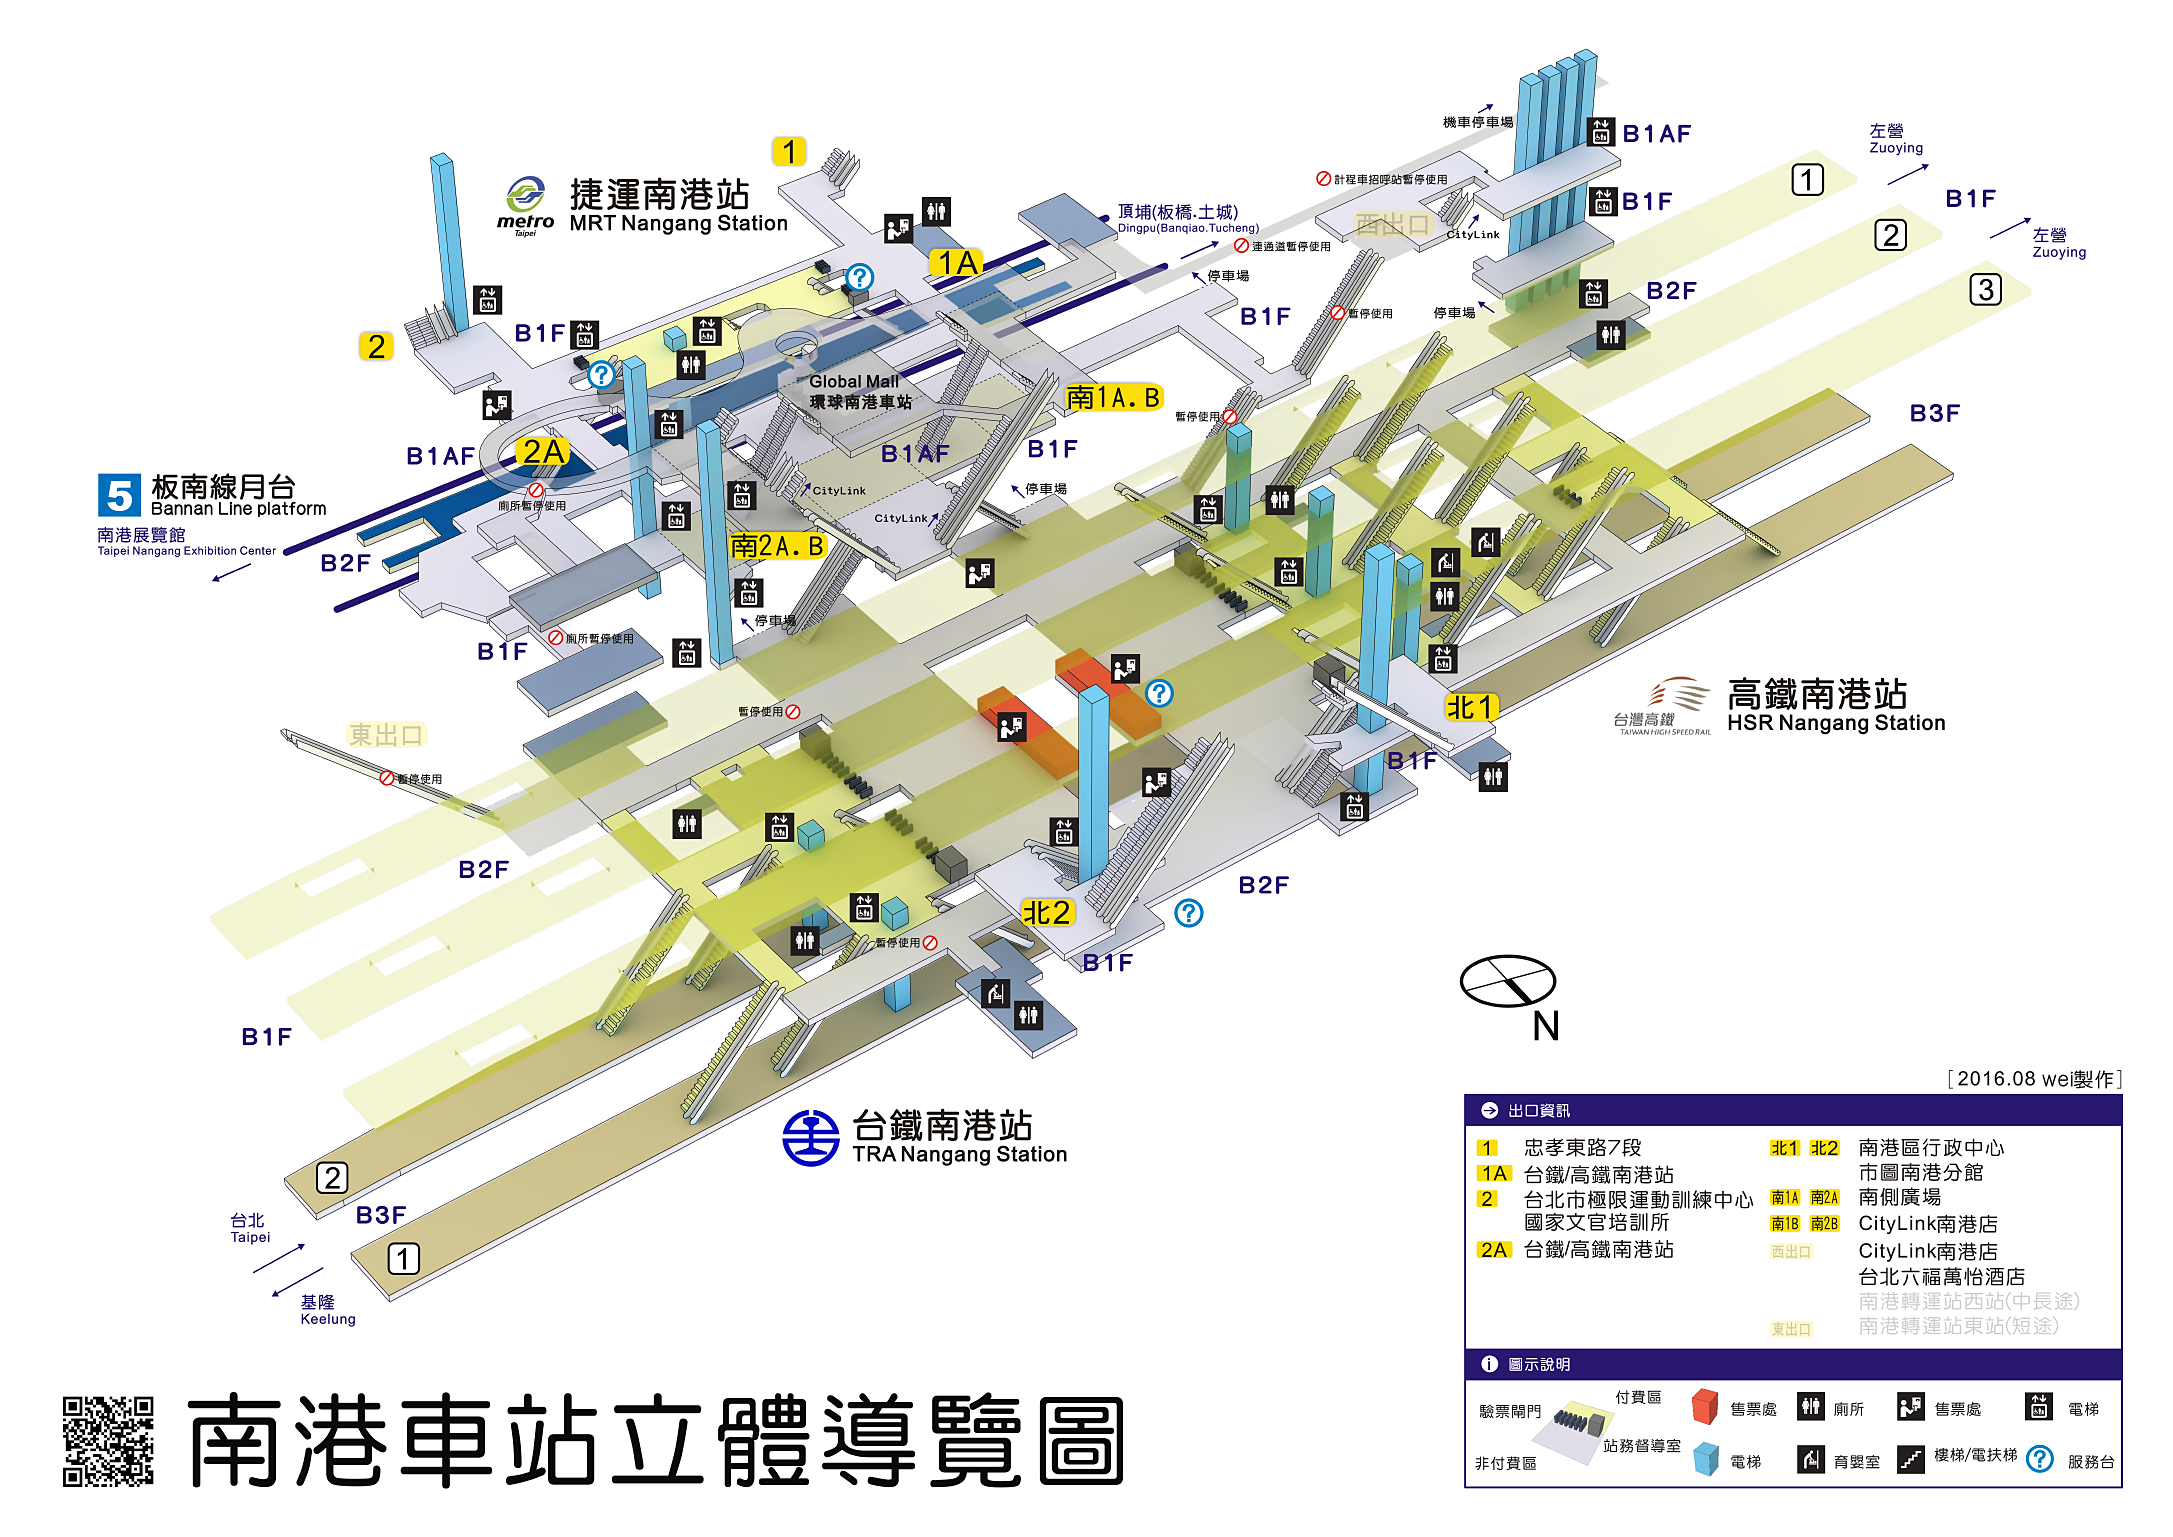 機車停車場
B1AF
左營
Zuoying
1
1
計程車招呼站暫停使用
metro
Taipei
捷運南港站
MRT Nangang Station
頂埔(板橋.土城)
Dingpu(Banqiao.Tucheng)
西出口
CityLink
B1F
B1F
2
左營
Zuoying
連通道暫停使用
1A
停車場
B2F
3
停車場
B1F
暫停使用
B1F
2
Global Mall
環球南港車站
南1A.B
暫停使用
B3F
2A
B1AF
B1AF
B1F
5
板南線月台
Bannan Line platform
CityLink
停車場
廁所暫停使用
CityLink
南港展覽館
Taipei Nangang Exhibition Center
南2A.B
B2F
停車場
廁所暫停使用
B1F
高鐵南港站
HSR Nangang Station
台灣高鐵
TAIWAN HIGH SPEED RAIL
北1
暫停使用
東出口
暫停使用
B1F
B2F
B2F
北2
暫停使用
B1F
B1F
N
台鐵南港站
TRA Nangang Station
2
B3F
台北
Taipei
1
基隆
Keelung
[2016.08 wei製作]
出口資訊
1 忠孝東路7段
1A 台鐵/高鐵南港站
2 台北市極限運動訓練中心
國家文官培訓所
2A 台鐵/高鐵南港站
北1 北2 南港區行政中心
市圖南港分館
南1A 南2A 南側廣場
南1B 南2B CityLink南港店
西出口 CityLink南港店
台北六福萬怡酒店
南港轉運站西站(中長途)
東出口 南港轉運站東站(短途)
圖示說明
驗票閘門
付費區
非付費區
站務督導室
售票處
廁所
售票處
電梯
電梯
育嬰室
樓梯/電扶梯
服務台
南港車站立體導覽圖